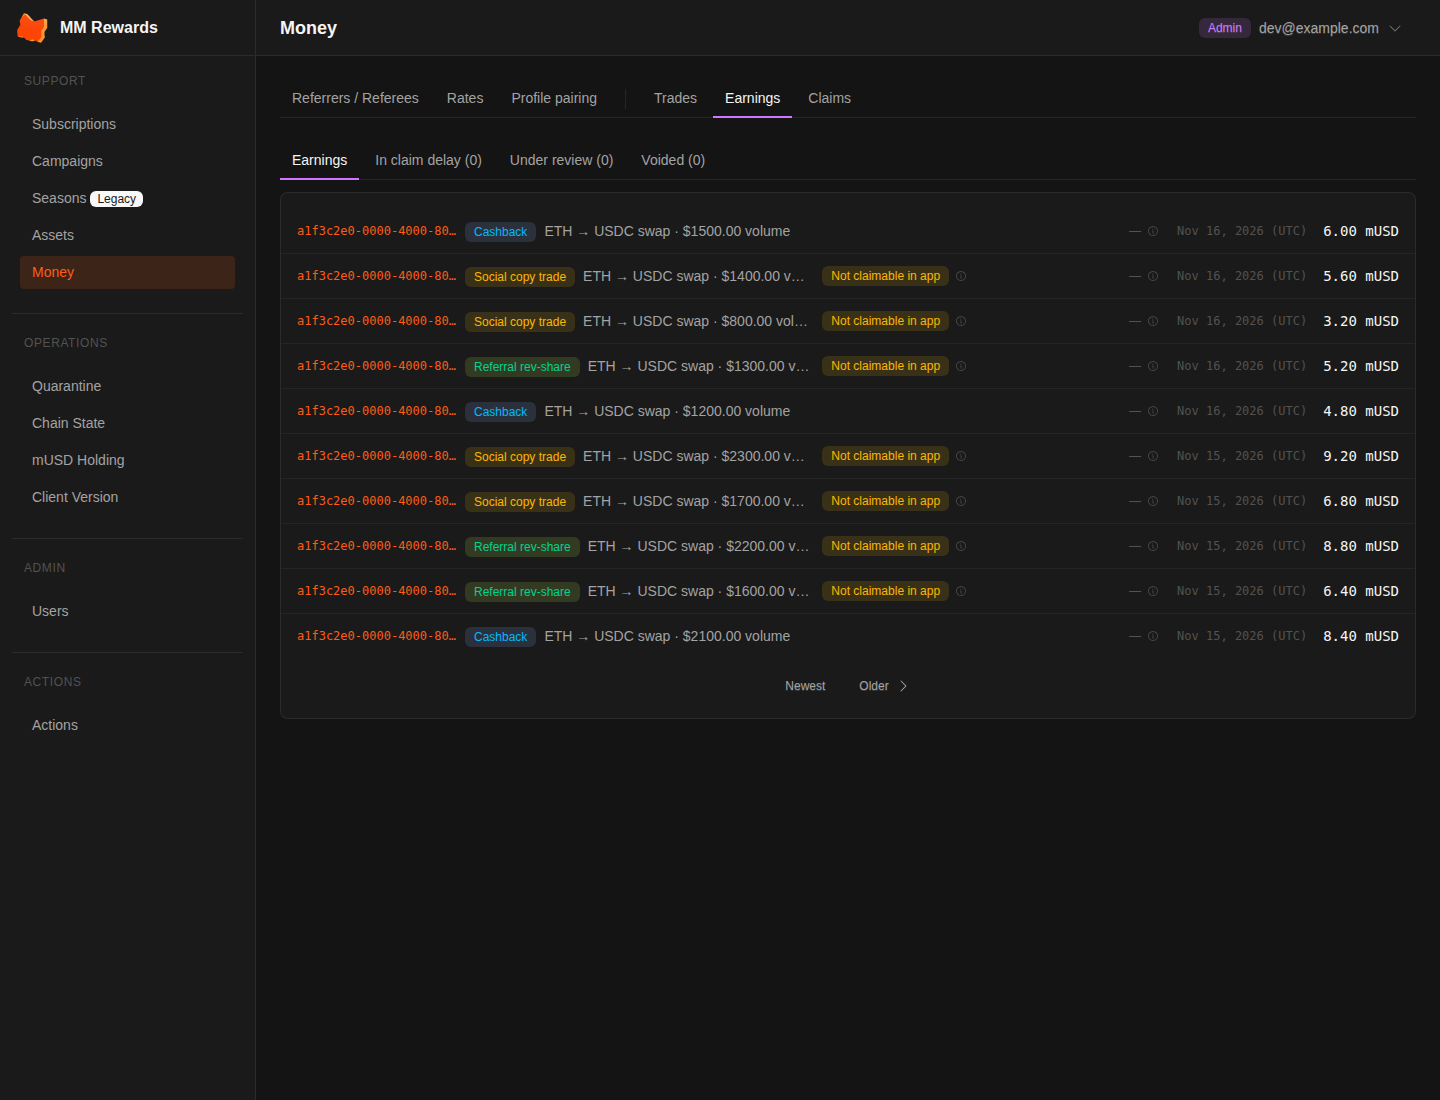 MM Rewards
Money
Admin dev@example.com
SUPPORT
Subscriptions
Campaigns
Seasons Legacy
Assets
Money
OPERATIONS
Quarantine
Chain State
mUSD Holding
Client Version
ADMIN
Users
ACTIONS
Actions
Referrers / Referees Rates Profile pairing Trades Earnings Claims
Earnings In claim delay (0) Under review (0) Voided (0)
a1f3c2e0-0000-4000-80… Cashback ETH → USDC swap · $1500.00 volume — Nov 16, 2026 (UTC) 6.00 mUSD
a1f3c2e0-0000-4000-80… Social copy trade ETH → USDC swap · $1400.00 v… Not claimable in app — Nov 16, 2026 (UTC) 5.60 mUSD
a1f3c2e0-0000-4000-80… Social copy trade ETH → USDC swap · $800.00 vol… Not claimable in app — Nov 16, 2026 (UTC) 3.20 mUSD
a1f3c2e0-0000-4000-80… Referral rev-share ETH → USDC swap · $1300.00 v… Not claimable in app — Nov 16, 2026 (UTC) 5.20 mUSD
a1f3c2e0-0000-4000-80… Cashback ETH → USDC swap · $1200.00 volume — Nov 16, 2026 (UTC) 4.80 mUSD
a1f3c2e0-0000-4000-80… Social copy trade ETH → USDC swap · $2300.00 v… Not claimable in app — Nov 15, 2026 (UTC) 9.20 mUSD
a1f3c2e0-0000-4000-80… Social copy trade ETH → USDC swap · $1700.00 v… Not claimable in app — Nov 15, 2026 (UTC) 6.80 mUSD
a1f3c2e0-0000-4000-80… Referral rev-share ETH → USDC swap · $2200.00 v… Not claimable in app — Nov 15, 2026 (UTC) 8.80 mUSD
a1f3c2e0-0000-4000-80… Referral rev-share ETH → USDC swap · $1600.00 v… Not claimable in app — Nov 15, 2026 (UTC) 6.40 mUSD
a1f3c2e0-0000-4000-80… Cashback ETH → USDC swap · $2100.00 volume — Nov 15, 2026 (UTC) 8.40 mUSD
Newest Older